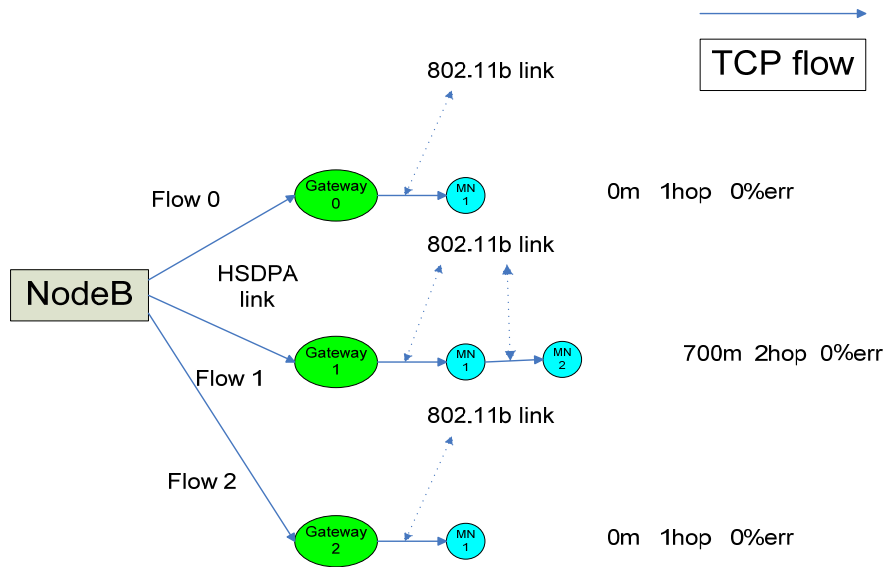 TCP flow
802.11b link
Flow 0
Gateway
0
MN
1
0m 1hop 0%err
802.11b link
HSDPA
link
NodeB
Gateway
1
MN
1
MN
2
700m 2hop 0%err
Flow 1
802.11b link
Flow 2
Gateway
2
MN
1
0m 1hop 0%err